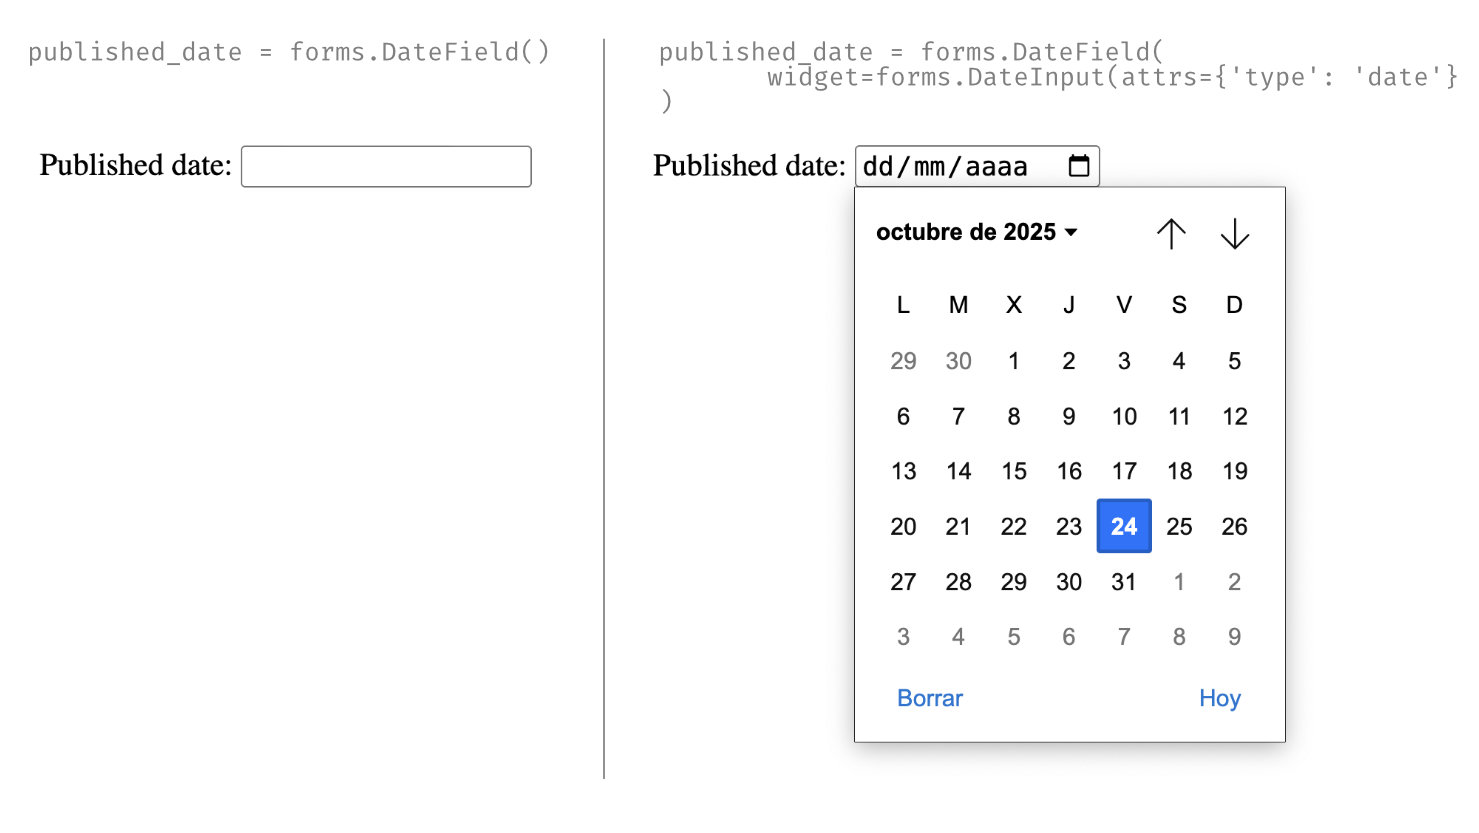 published_date = forms.DateField()
Published date:
published_date = forms.DateField(
widget=forms.DateInput(attrs={'type': 'date'}
)
Published date: dd/mm/aaaa
octubre de 2025
L M X J V S D
29 30 1 2 3 4 5
6 7 8 9 10 11 12
13 14 15 16 17 18 19
20 21 22 23 24 25 26
27 28 29 30 31 1 2
3 4 5 6 7 8 9
Borrar Hoy